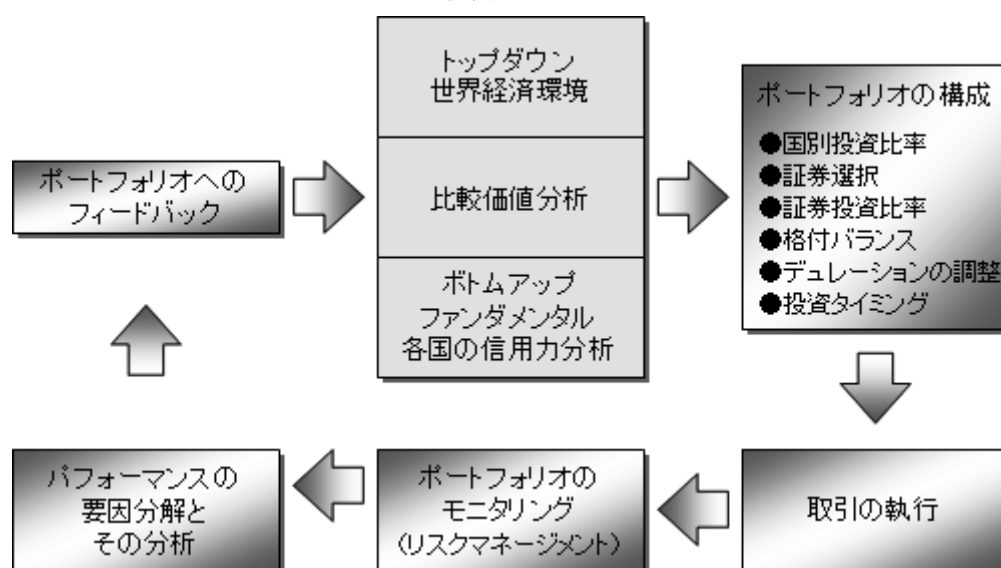 トップダウン
世界経済環境
比較価値分析
ボトムアップ
ファンダメンタル
各国の信用力分析
ポートフォリオの構成
●国別投資比率
●証券選択
●証券投資比率
●格付バランス
●デュレーションの調整
●投資タイミング
取引の執行
ポートフォリオの
モニタリング
(リスクマネージメント)
パフォーマンスの
要因分解と
その分析
ポートフォリオへの
フィードバック